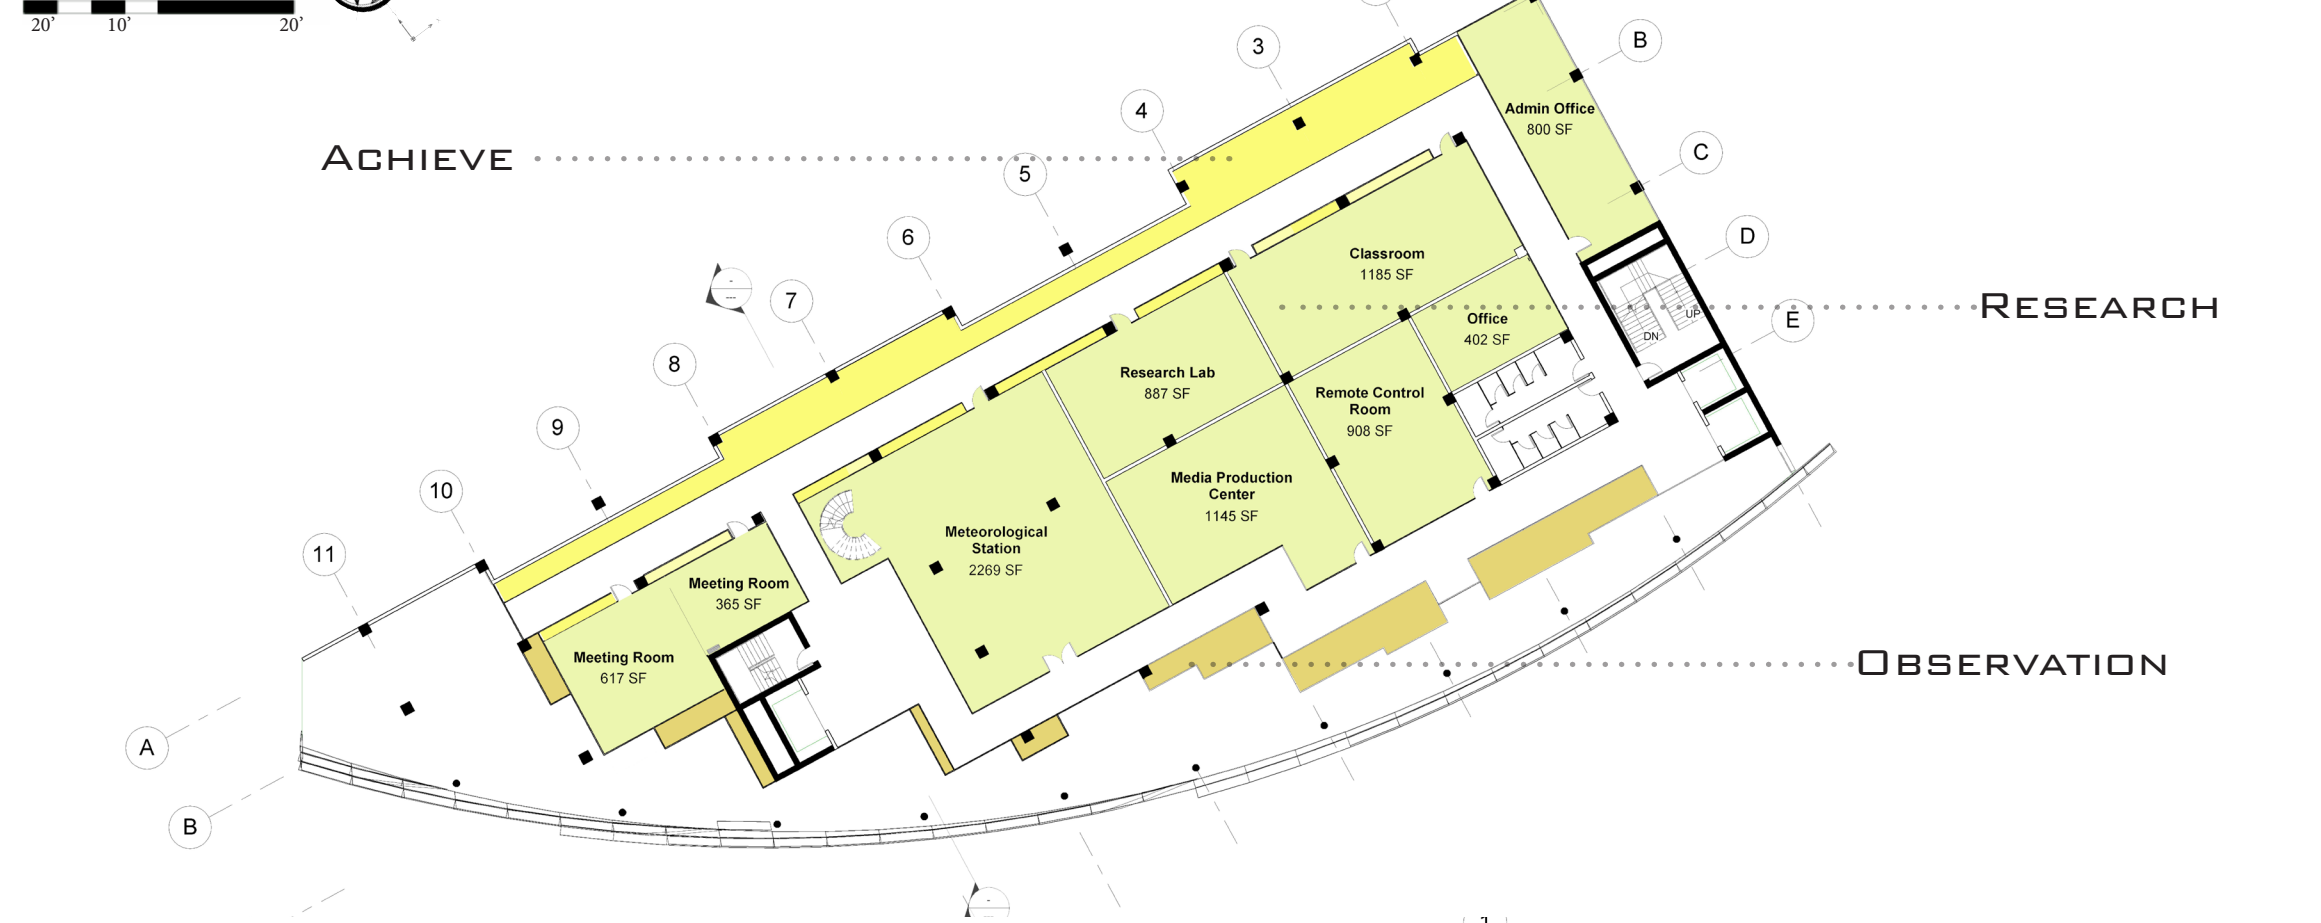 20’ 10’ 20’
3
B
4
Admin Office
800 SF
ACHIEVE
C
5
6
D
Classroom
1185 SF
7
RESEARCH
UP
E
Office
402 SF
DN
8
Research Lab
887 SF
Remote Control
Room
908 SF
9
Media Production
Center
1145 SF
10
Meteorological
Station
2269 SF
11
Meeting Room
365 SF
Meeting Room
617 SF
OBSERVATION
A
B